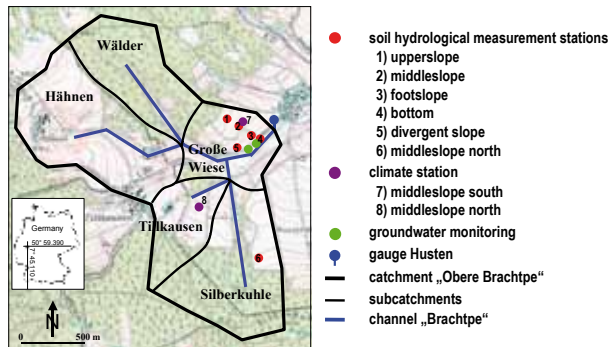 Wälder
Hähnen
1
2
7
3
4
5
Große
Wiese
8
Tillkausen
6
Silberkuhle
Germany
50° 59.390
7° 45.110
N
0 500 m
soil hydrological measurement stations
1) upperslope
2) middleslope
3) footslope
4) bottom
5) divergent slope
6) middleslope north
climate station
7) middleslope south
8) middleslope north
groundwater monitoring
gauge Husten
catchment „Obere Brachtpe“
subcatchments
channel „Brachtpe“